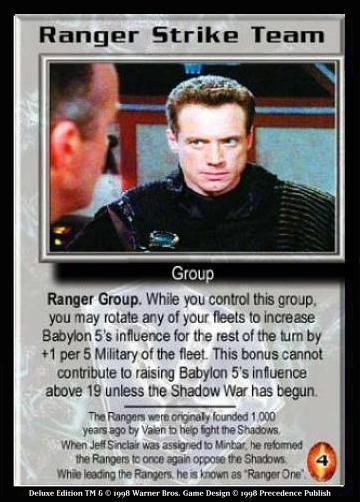 Ranger Strike Team
Group
Ranger Group. While you control this group,
you may rotate any of your fleets to increase
Babylon 5's influence for the rest of the turn by
+1 per 5 Military of the fleet. This bonus cannot
contribute to raising Babylon 5's influence
above 19 unless the Shadow War has begun.
The Rangers were originally founded 1,000
years ago by Valen to help fight the Shadows.
When Jeff Sinclair was assigned to Minbar, he reformed
the Rangers to once again oppose the Shadows.
While leading the Rangers, he is known as "Ranger One".
4
Deluxe Edition TM & © 1998 Warner Bros. Game Design © 1998 Precedence Publish